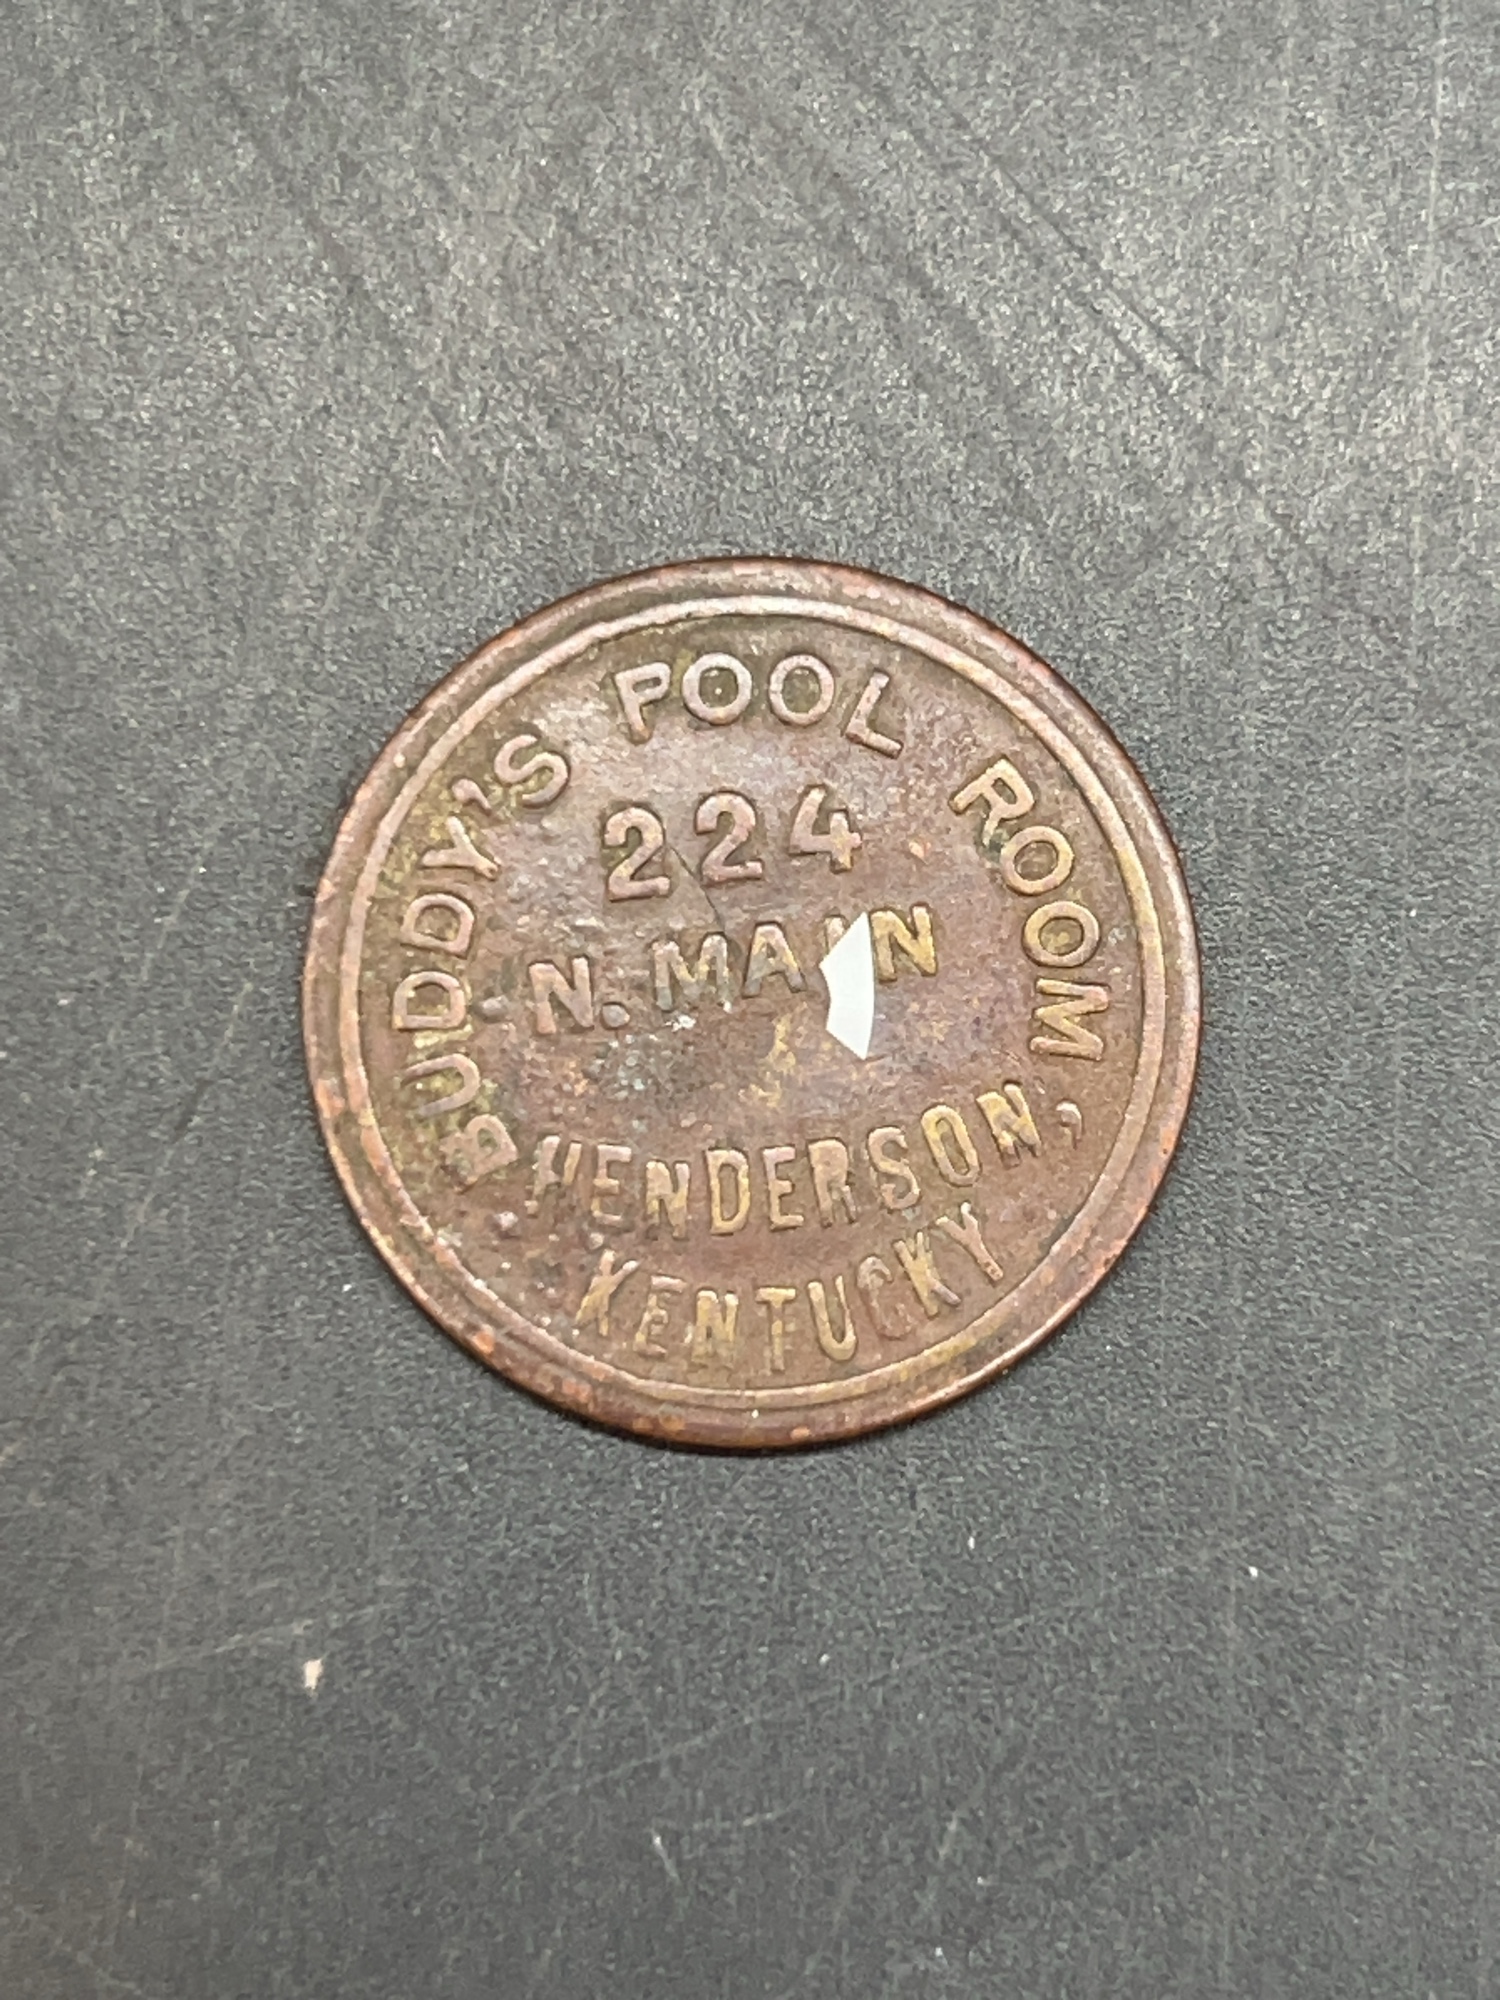 BUDDY'S POOL ROOM
224
N. MAIN
HENDERSON,
KENTUCKY